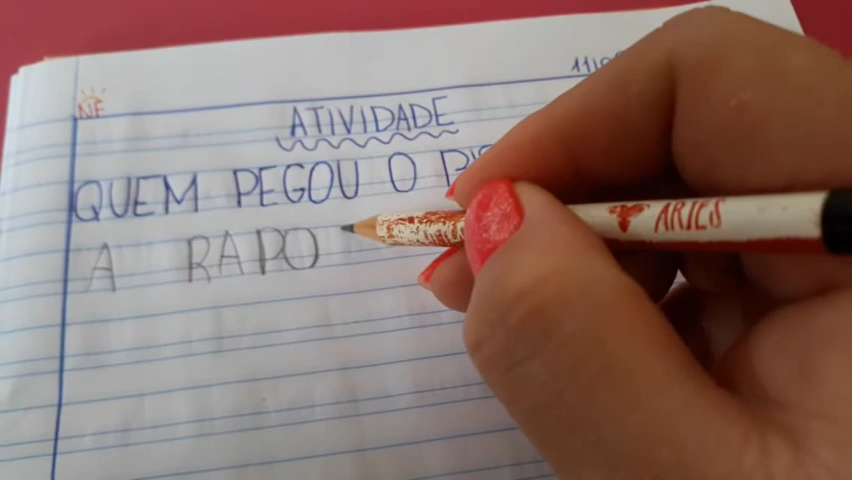 NF
ATIVIDADE
QUEM PEGOU O
A RAPO
ARIES